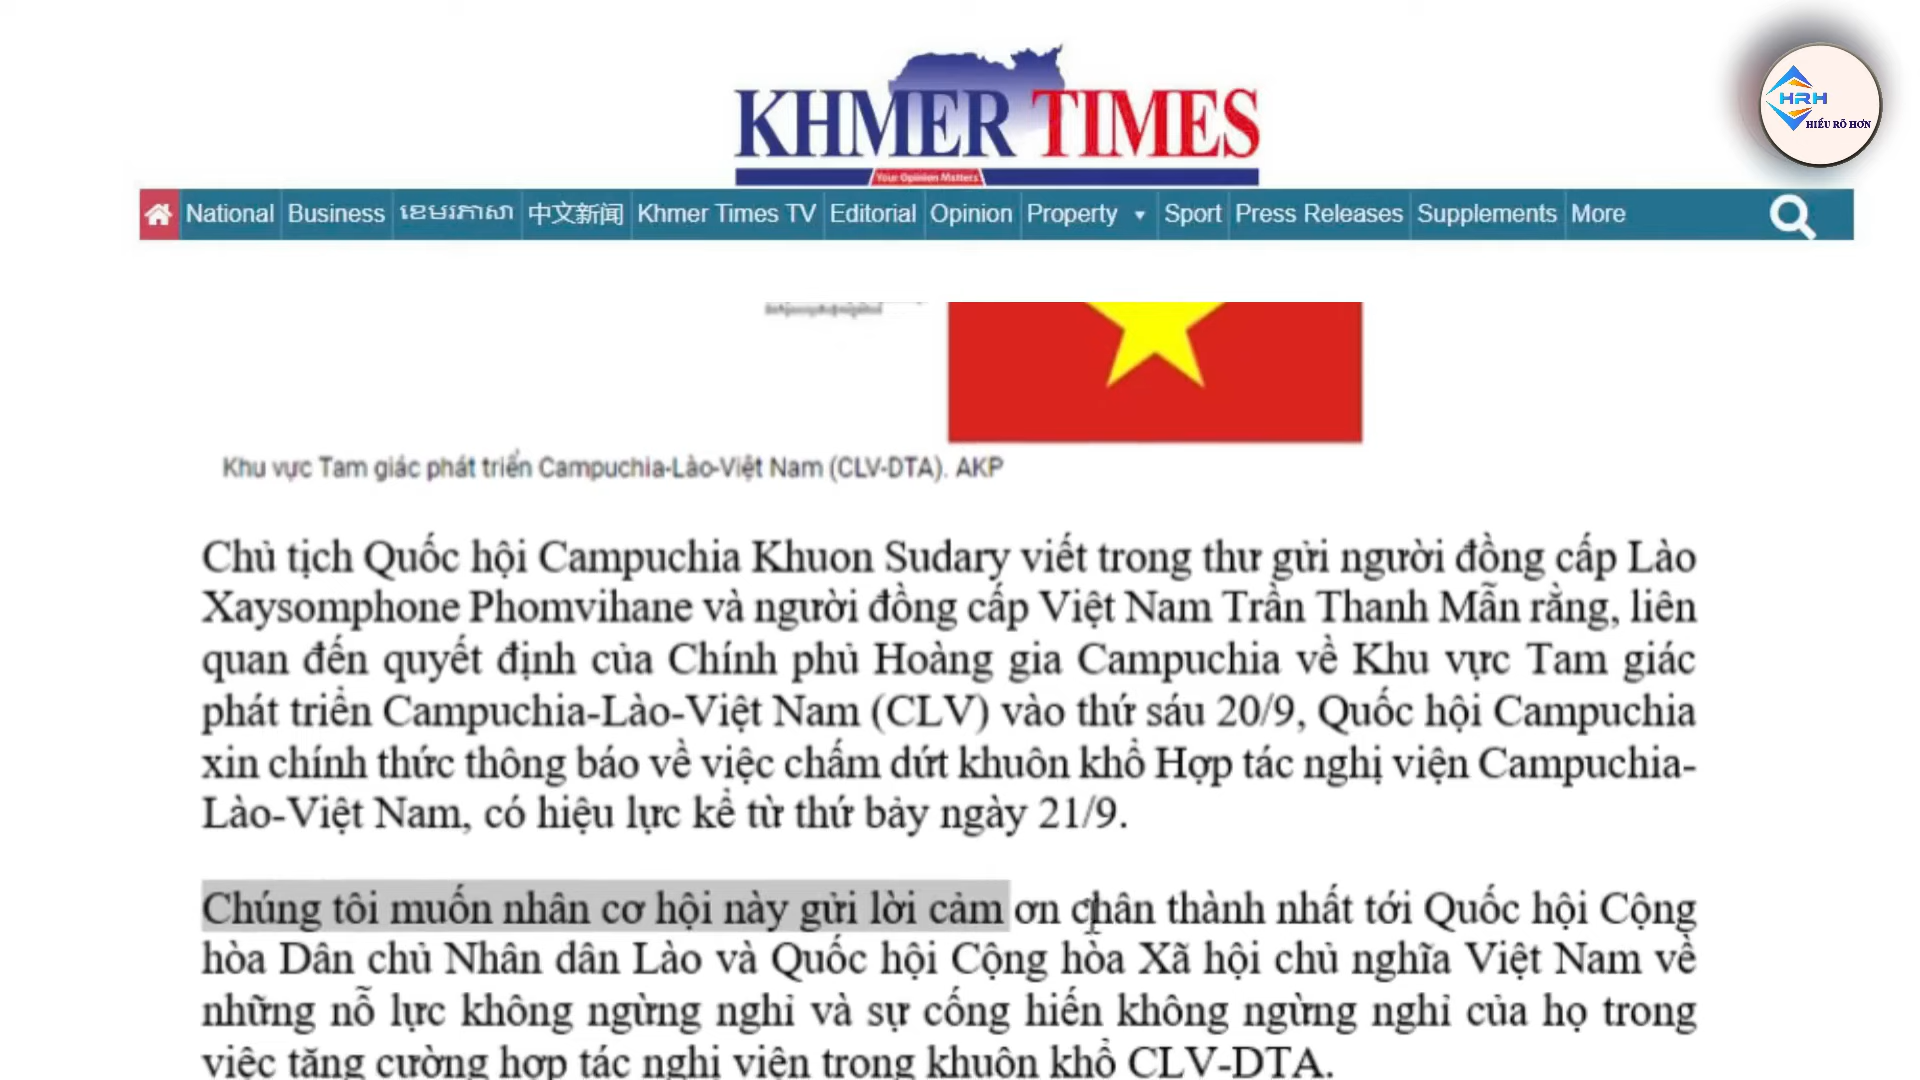 KHMER TIMES
Your Opinion Matters
HRH
HIỂU RÕ HƠN
National Business ខេមរភាសា 中文新闻 Khmer Times TV Editorial Opinion Property Sport Press Releases Supplements More
Khu vực Tam giác phát triển Campuchia-Lào-Việt Nam (CLV-DTA). AKP
Chủ tịch Quốc hội Campuchia Khuon Sudary viết trong thư gửi người đồng cấp Lào
Xaysomphone Phomvihane và người đồng cấp Việt Nam Trần Thanh Mẫn rằng, liên
quan đến quyết định của Chính phủ Hoàng gia Campuchia về Khu vực Tam giác
phát triển Campuchia-Lào-Việt Nam (CLV) vào thứ sáu 20/9, Quốc hội Campuchia
xin chính thức thông báo về việc chấm dứt khuôn khổ Hợp tác nghị viện Campuchia-
Lào-Việt Nam, có hiệu lực kể từ thứ bảy ngày 21/9.
Chúng tôi muốn nhân cơ hội này gửi lời cảm ơn chân thành nhất tới Quốc hội Cộng
hòa Dân chủ Nhân dân Lào và Quốc hội Cộng hòa Xã hội chủ nghĩa Việt Nam về
những nỗ lực không ngừng nghỉ và sự cống hiến không ngừng nghỉ của họ trong
việc tăng cường hợp tác nghị viện trong khuôn khổ CLV-DTA.